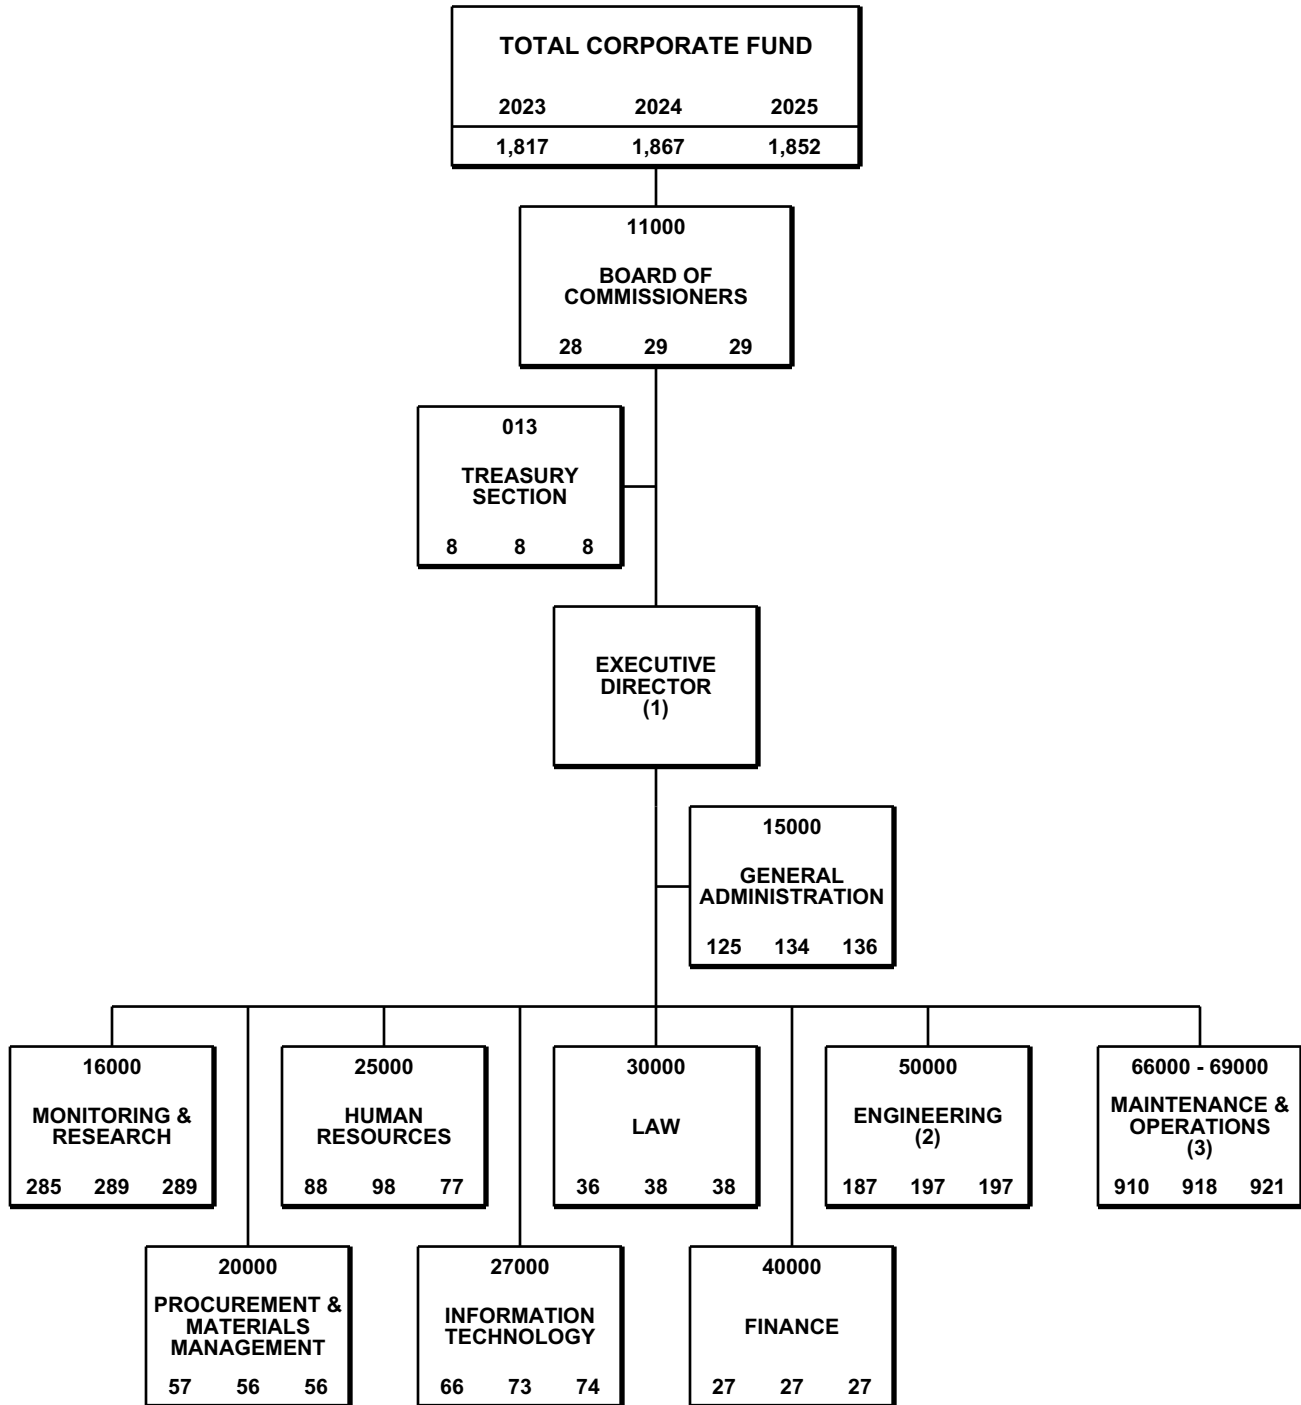 TOTAL CORPORATE FUND
2023 2024 2025
1,817 1,867 1,852
11000
BOARD OF
COMMISSIONERS
28 29 29
013
TREASURY
SECTION
8 8 8
EXECUTIVE
DIRECTOR
(1)
15000
GENERAL
ADMINISTRATION
125 134 136
16000
MONITORING &
RESEARCH
285 289 289
25000
HUMAN
RESOURCES
88 98 77
30000
LAW
36 38 38
50000
ENGINEERING
(2)
187 197 197
66000 - 69000
MAINTENANCE &
OPERATIONS
(3)
910 918 921
20000
PROCUREMENT &
MATERIALS
MANAGEMENT
57 56 56
27000
INFORMATION
TECHNOLOGY
66 73 74
40000
FINANCE
27 27 27